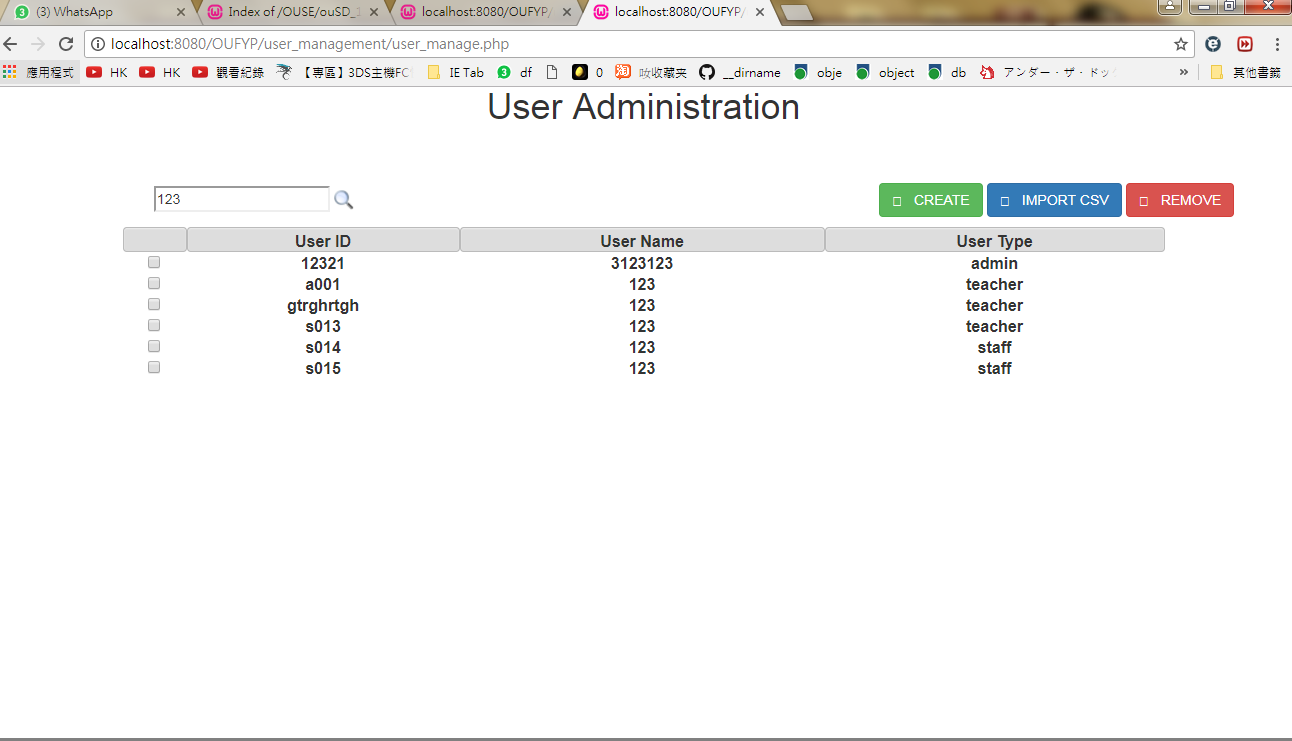 (3) WhatsApp
Index of /OUSE/ouSD_1
localhost:8080/OUFYP/
localhost:8080/OUFYP/
localhost:8080/OUFYP/user_management/user_manage.php
應用程式 HK HK 觀看紀錄 【專區】3DS主機FC IE Tab 3 df 0 淘 收藏夹 __dirname obje object db アンダー・ザ・ドッ » 其他書籤
User Administration
123 CREATE IMPORT CSV REMOVE
User ID User Name User Type
12321 3123123 admin
a001 123 teacher
gtrghrtgh 123 teacher
s013 123 teacher
s014 123 staff
s015 123 staff